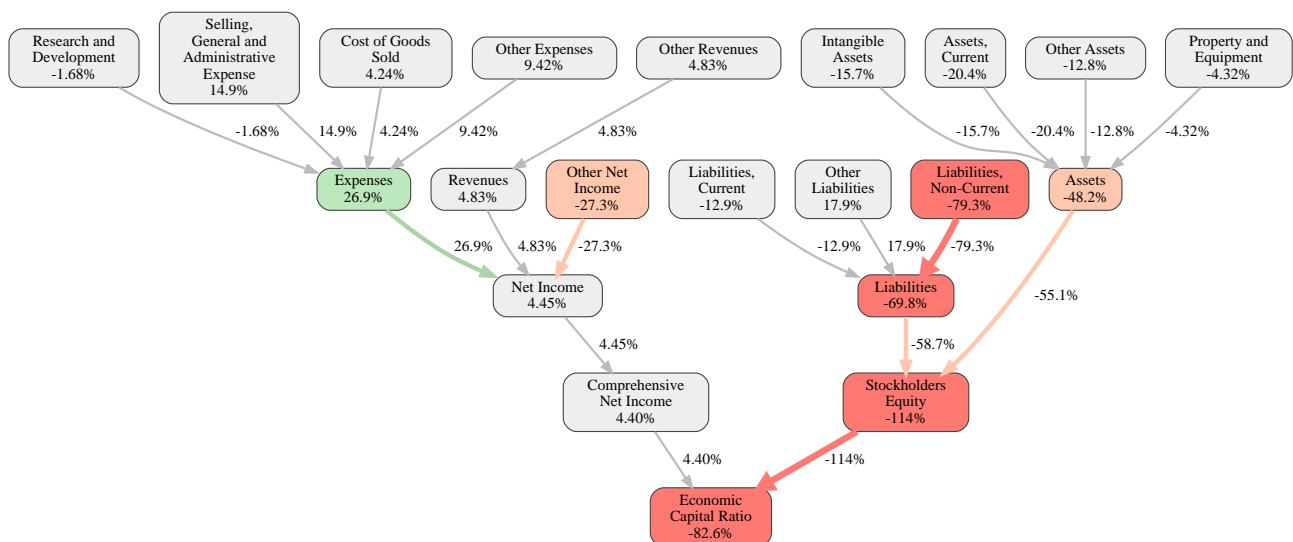 Research and
Development
-1.68%
Selling,
General and
Administrative
Expense
14.9%
Cost of Goods
Sold
4.24%
Other Expenses
9.42%
Other Revenues
4.83%
Intangible
Assets
-15.7%
Assets,
Current
-20.4%
Other Assets
-12.8%
Property and
Equipment
-4.32%
-1.68%
14.9%
4.24%
9.42%
4.83%
-15.7%
-20.4%
-12.8%
-4.32%
Expenses
26.9%
Revenues
4.83%
Other Net
Income
-27.3%
Liabilities,
Current
-12.9%
Other
Liabilities
17.9%
Liabilities,
Non-Current
-79.3%
Assets
-48.2%
26.9%
4.83%
-27.3%
-12.9%
17.9%
-79.3%
Net Income
4.45%
Liabilities
-69.8%
-55.1%
4.45%
-58.7%
Comprehensive
Net Income
4.40%
Stockholders
Equity
-114%
4.40%
-114%
Economic
Capital Ratio
-82.6%